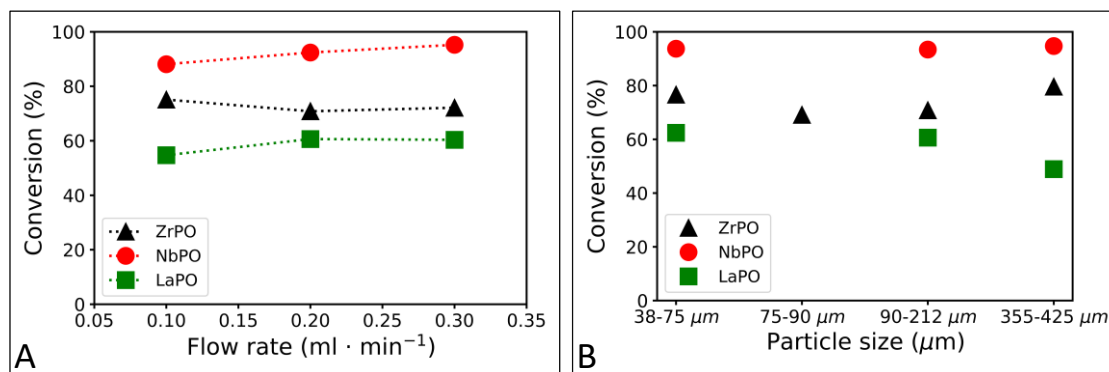 100
80
60
40
20
0
Conversion (%)
ZrPO
NbPO
LaPO
0.05 0.10 0.15 0.20 0.25 0.30 0.35
Flow rate (ml · min⁻¹)
A
100
80
60
40
20
0
Conversion (%)
ZrPO
NbPO
LaPO
38-75 μm 75-90 μm 90-212 μm 355-425 μm
Particle size (μm)
B